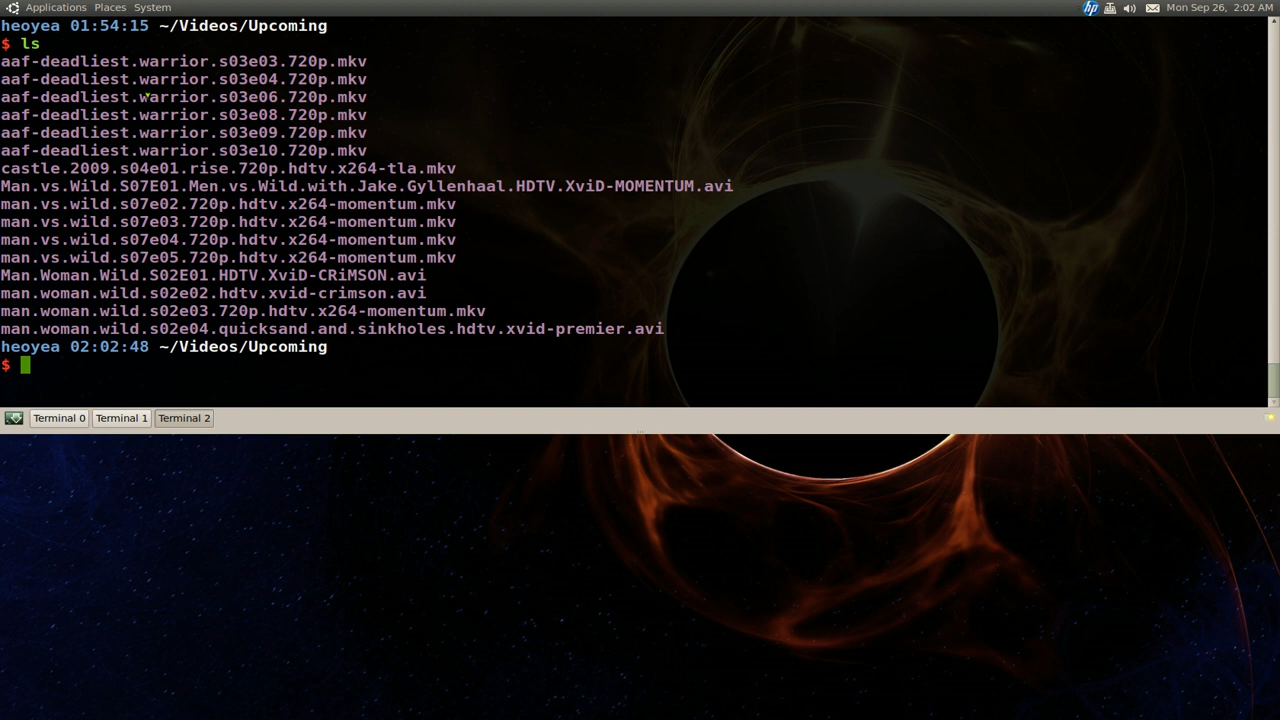 Applications Places System
hp
Mon Sep 26, 2:02 AM
heoyea 01:54:15 ~/Videos/Upcoming
$ ls
aaf-deadliest.warrior.s03e03.720p.mkv
aaf-deadliest.warrior.s03e04.720p.mkv
aaf-deadliest.warrior.s03e06.720p.mkv
aaf-deadliest.warrior.s03e08.720p.mkv
aaf-deadliest.warrior.s03e09.720p.mkv
aaf-deadliest.warrior.s03e10.720p.mkv
castle.2009.s04e01.rise.720p.hdtv.x264-tla.mkv
Man.vs.Wild.S07E01.Men.vs.Wild.with.Jake.Gyllenhaal.HDTV.XviD-MOMENTUM.avi
man.vs.wild.s07e02.720p.hdtv.x264-momentum.mkv
man.vs.wild.s07e03.720p.hdtv.x264-momentum.mkv
man.vs.wild.s07e04.720p.hdtv.x264-momentum.mkv
man.vs.wild.s07e05.720p.hdtv.x264-momentum.mkv
Man.Woman.Wild.S02E01.HDTV.XviD-CRiMSON.avi
man.woman.wild.s02e02.hdtv.xvid-crimson.avi
man.woman.wild.s02e03.720p.hdtv.x264-momentum.mkv
man.woman.wild.s02e04.quicksand.and.sinkholes.hdtv.xvid-premier.avi
heoyea 02:02:48 ~/Videos/Upcoming
$
Terminal 0 Terminal 1 Terminal 2